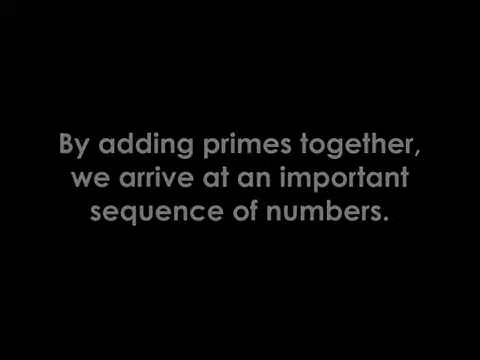 By adding primes together,
we arrive at an important
sequence of numbers.